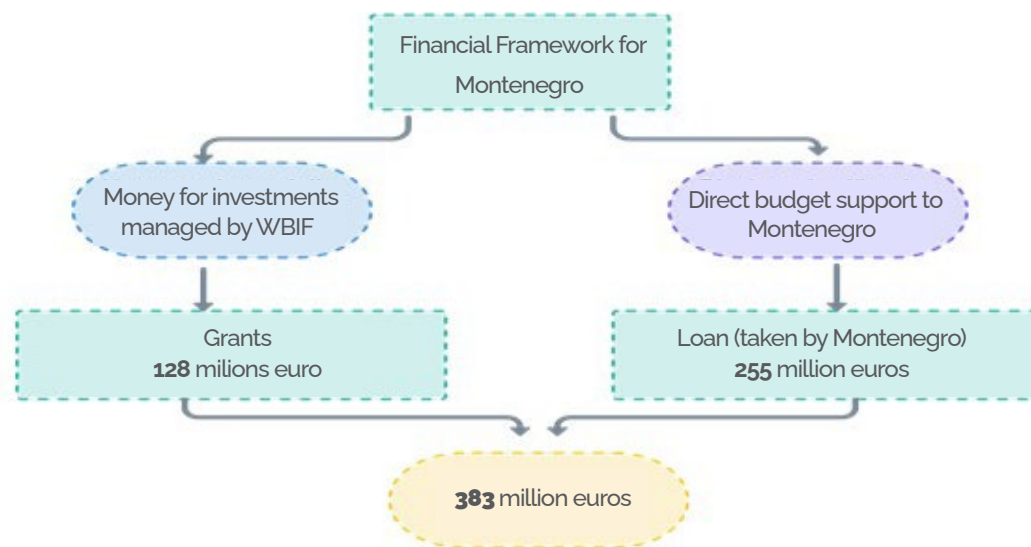 Financial Framework for
Montenegro
Money for investments
managed by WBIF
Direct budget support to
Montenegro
Grants
128 milions euro
Loan (taken by Montenegro)
255 million euros
383 million euros